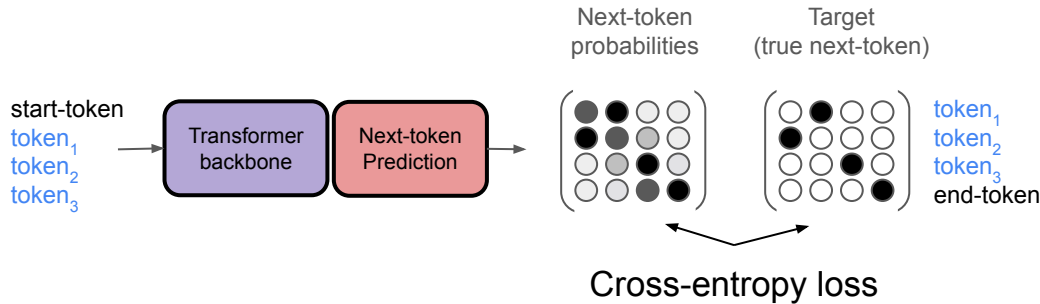 Next-token
probabilities
Target
(true next-token)
start-token
token₁
token₂
token₃
Transformer
backbone
Next-token
Prediction
token₁
token₂
token₃
end-token
Cross-entropy loss